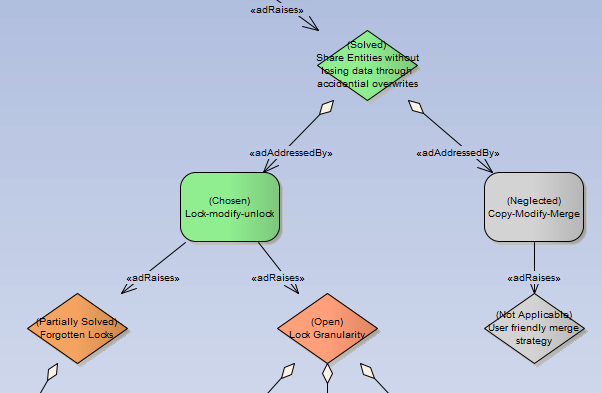 «adRaises»
(Solved)
Share Entities without
losing data through
accidential overwrites
«adAddressedBy»
«adAddressedBy»
(Chosen)
Lock-modify-unlock
(Neglected)
Copy-Modify-Merge
«adRaises»
«adRaises»
«adRaises»
(Partially Solved)
Forgotten Locks
(Open)
Lock Granularity
(Not Applicable)
User friendly merge
strategy